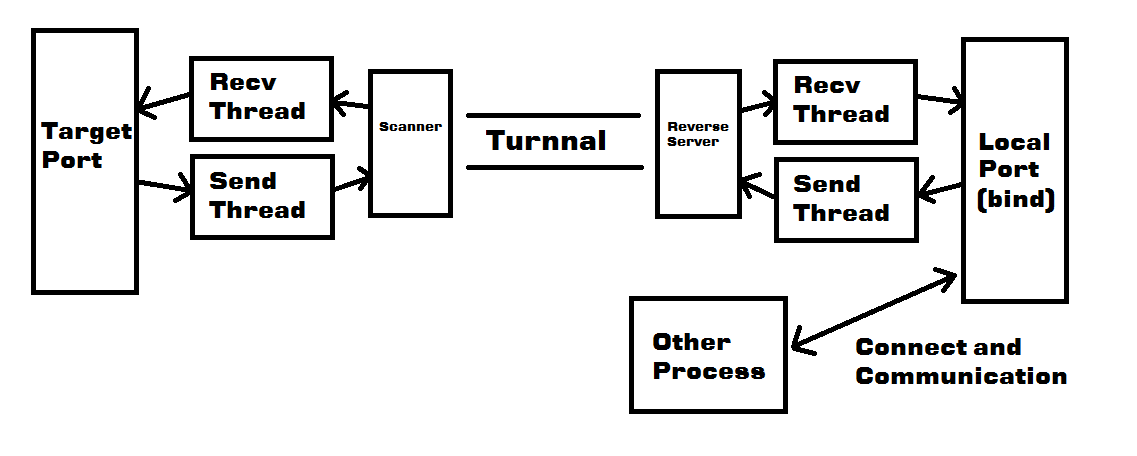 Target
Port
Recv
Thread
Send
Thread
Scanner
Turnnal
Reverse
Server
Recv
Thread
Send
Thread
Local
Port
(bind)
Other
Process
Connect and
Communication